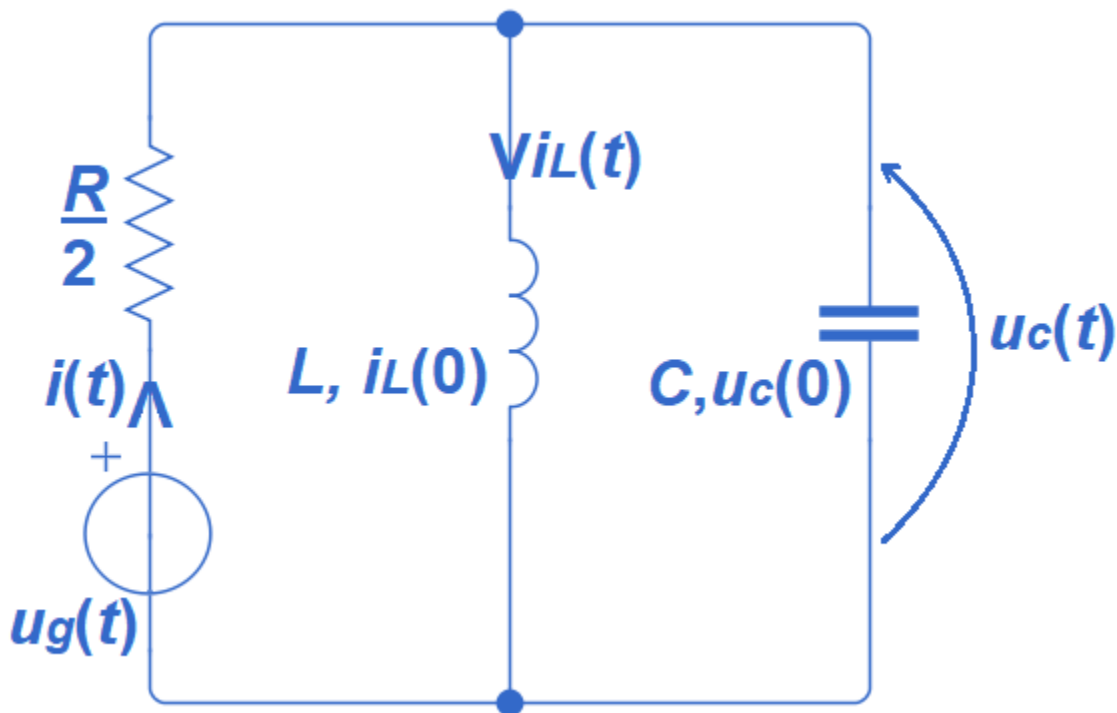 iL(t)
R
2
uc(t)
i(t)
L, iL(0)
C,uc(0)
+
ug(t)